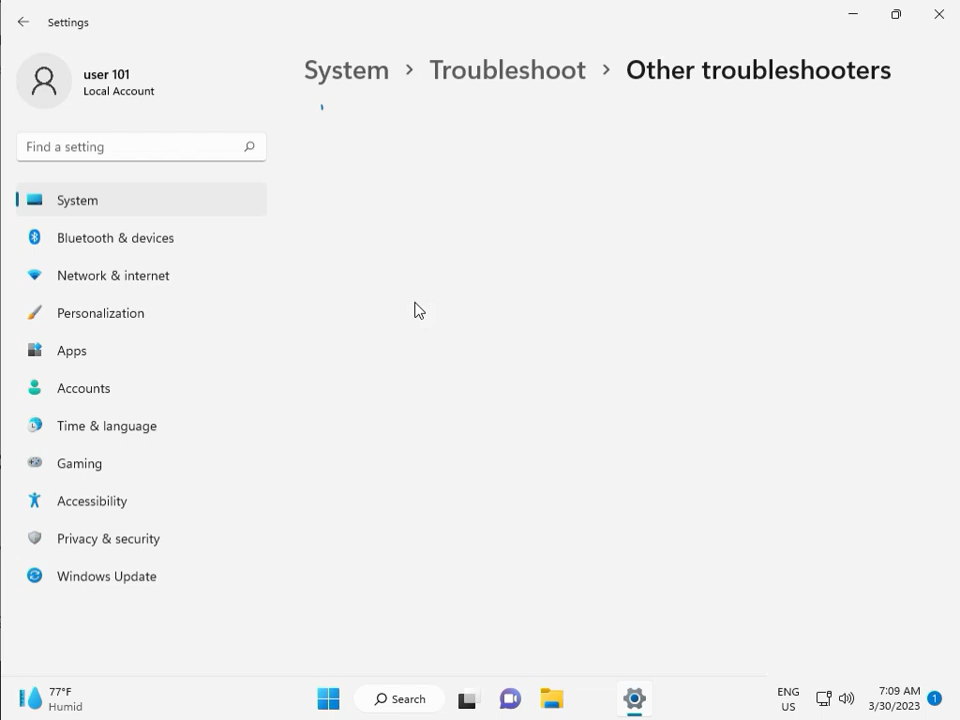 Settings
user 101
Local Account
System > Troubleshoot > Other troubleshooters
Find a setting
System
Bluetooth & devices
Network & internet
Personalization
Apps
Accounts
Time & language
Gaming
Accessibility
Privacy & security
Windows Update
77°F
Humid
Search
ENG
US
7:09 AM
3/30/2023
1